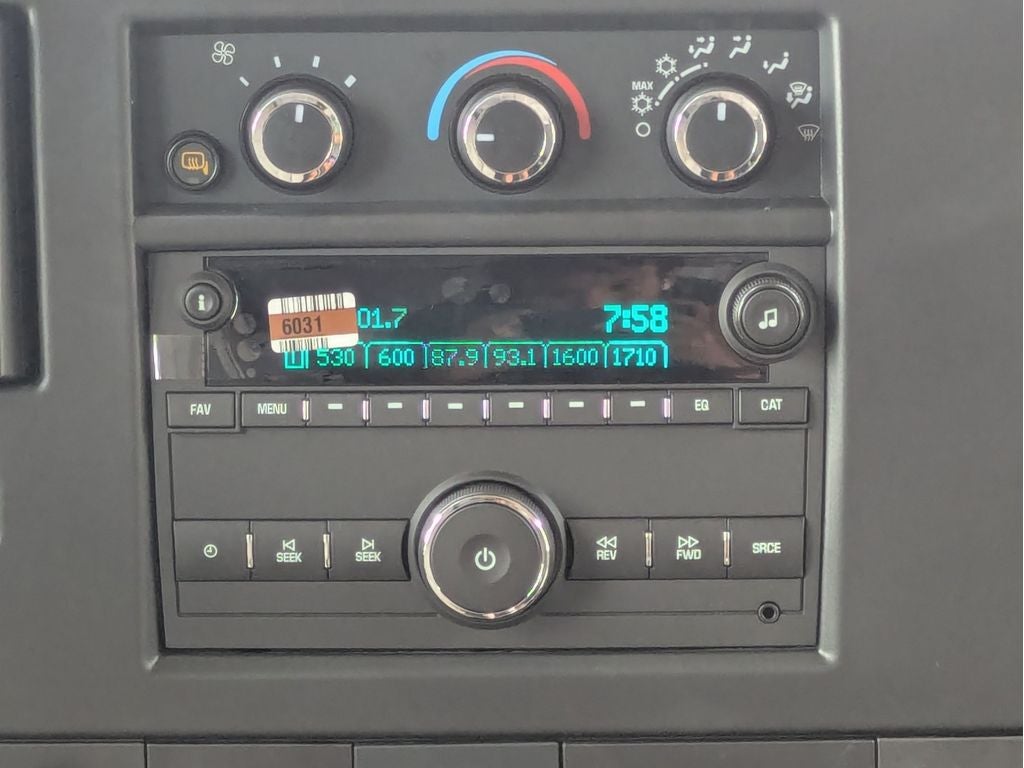 MAX
i
6031
01.7
7:58
530 600 87.9 93.1 1600 1710
FAV MENU EQ CAT
SEEK SEEK REV FWD SRCE